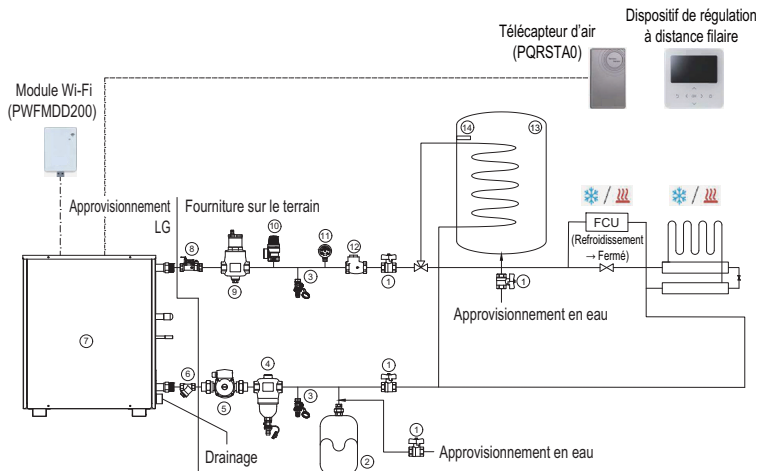 Télécapteur d'air
(PQRSTA0)
Dispositif de régulation
à distance filaire
Module Wi-Fi
(PWFMDD200)
14
13
Approvisionnement
LG
Fourniture sur le terrain
10
11
12
8
9
3
1
1
FCU
(Refroidissement
→ Fermé)
/
/
Approvisionnement en eau
7
6
5
4
3
1
2
1
Drainage
Approvisionnement en eau